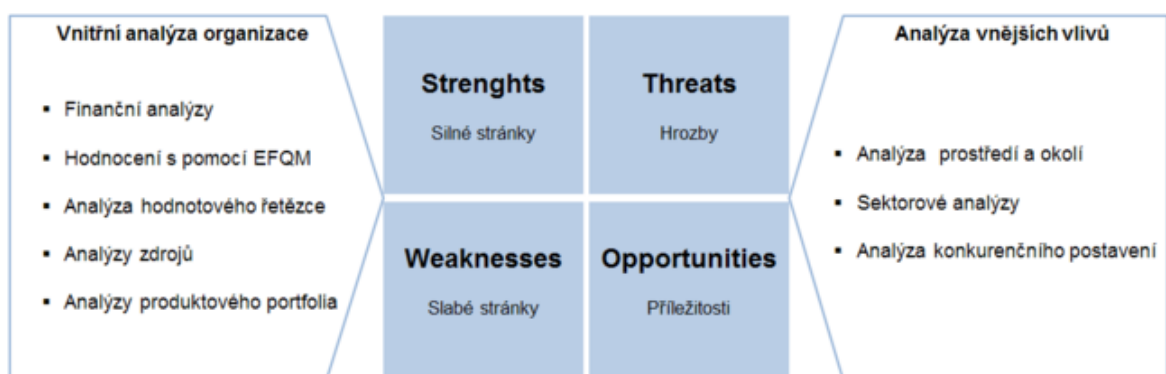 Vnitřní analýza organizace
▪ Finanční analýzy
▪ Hodnocení s pomocí EFQM
▪ Analýza hodnotového řetězce
▪ Analýzy zdrojů
▪ Analýzy produktového portfolia
Strenghts
Silné stránky
Threats
Hrozby
Weaknesses
Slabé stránky
Opportunities
Příležitosti
Analýza vnějších vlivů
▪ Analýza prostředí a okolí
▪ Sektorové analýzy
▪ Analýza konkurenčního postavení